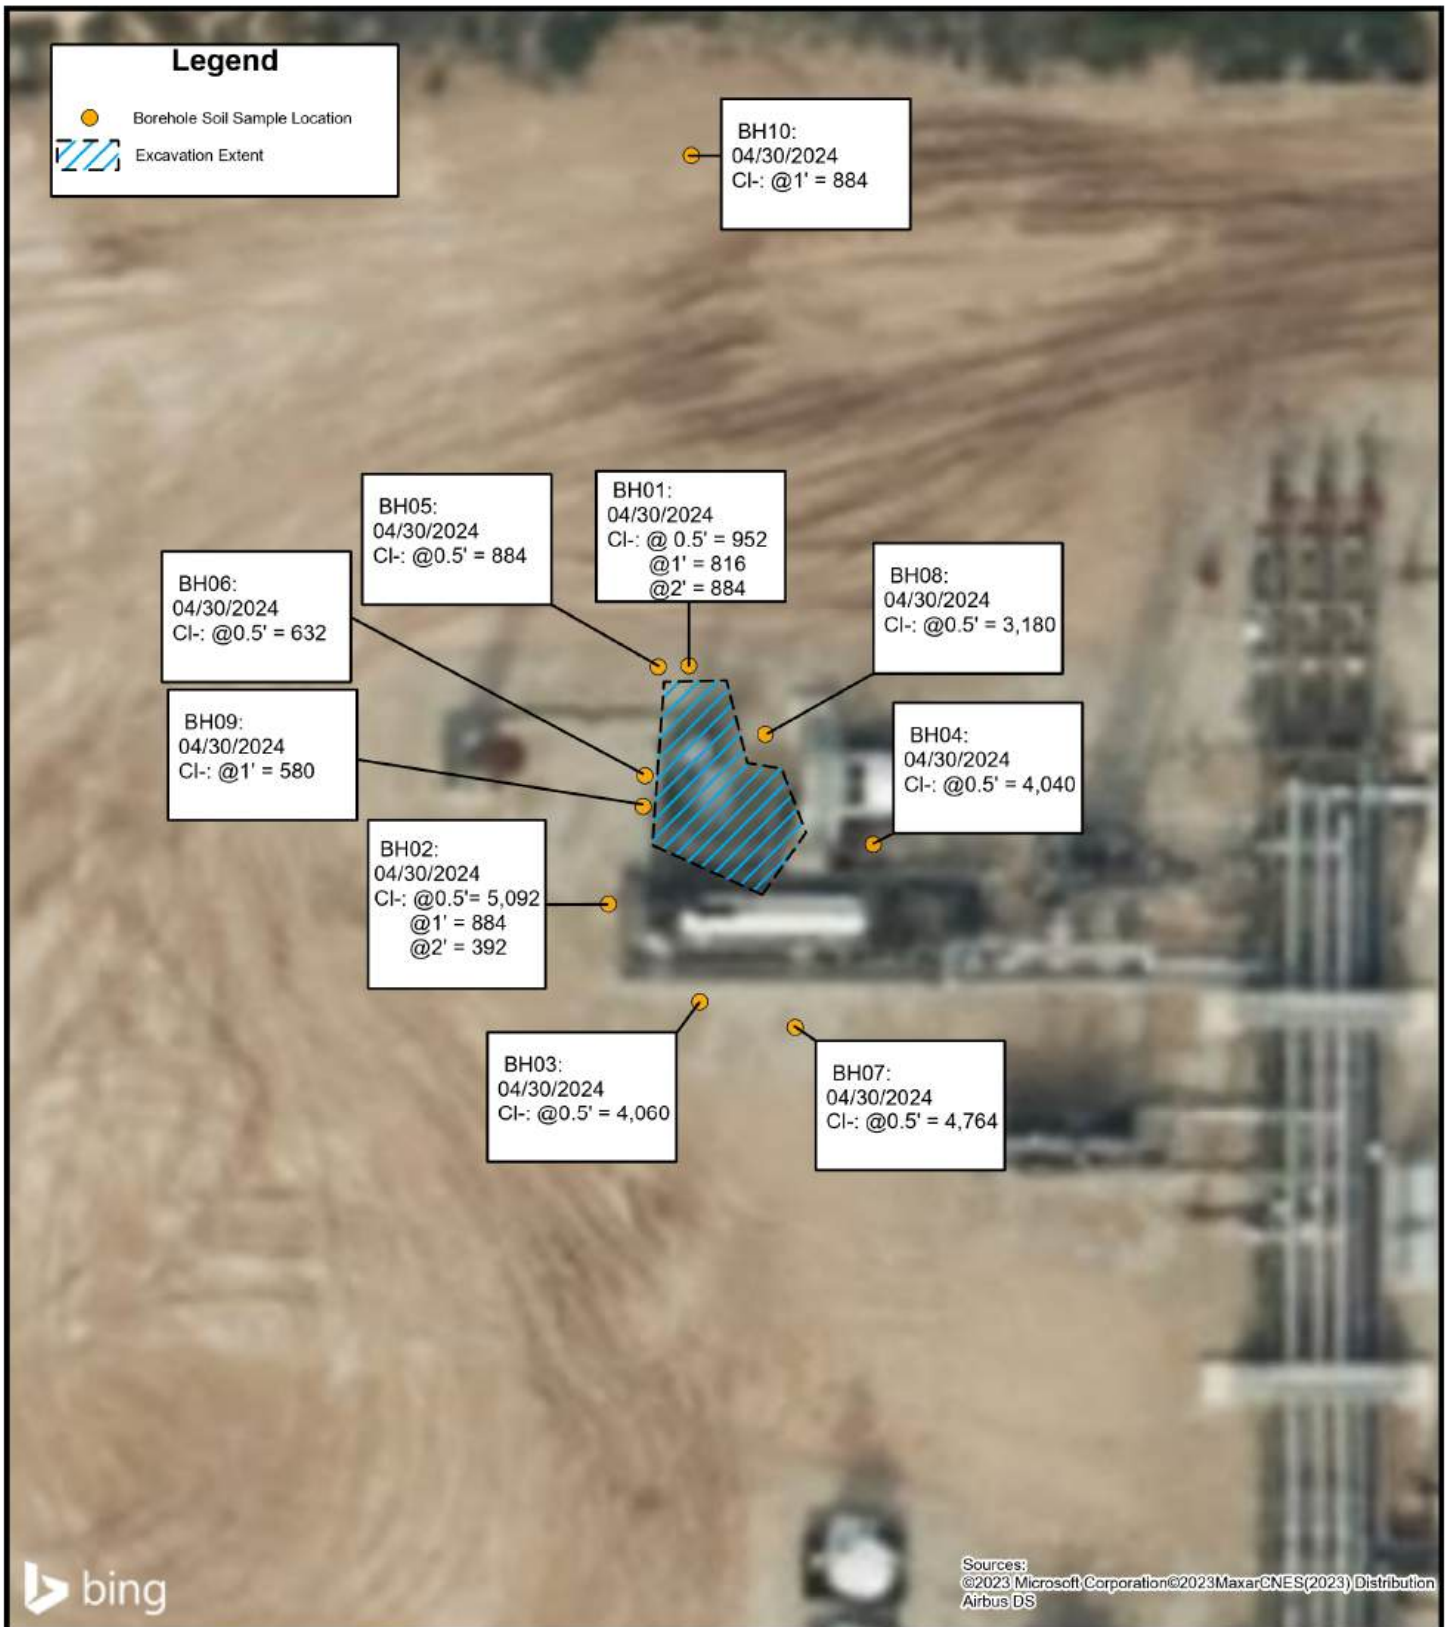 Legend
Borehole Soil Sample Location
Excavation Extent
BH10:
04/30/2024
Cl-: @1' = 884
BH05:
04/30/2024
Cl-: @0.5' = 884
BH01:
04/30/2024
Cl-: @ 0.5' = 952
@1' = 816
@2' = 884
BH06:
04/30/2024
Cl-: @0.5' = 632
BH08:
04/30/2024
Cl-: @0.5' = 3,180
BH09:
04/30/2024
Cl-: @1' = 580
BH04:
04/30/2024
Cl-: @0.5' = 4,040
BH02:
04/30/2024
Cl-: @0.5'= 5,092
@1' = 884
@2' = 392
BH03:
04/30/2024
Cl-: @0.5' = 4,060
BH07:
04/30/2024
Cl-: @0.5' = 4,764
bing
Sources:
©2023 Microsoft Corporation©2023MaxarCNES(2023) Distribution
Airbus DS